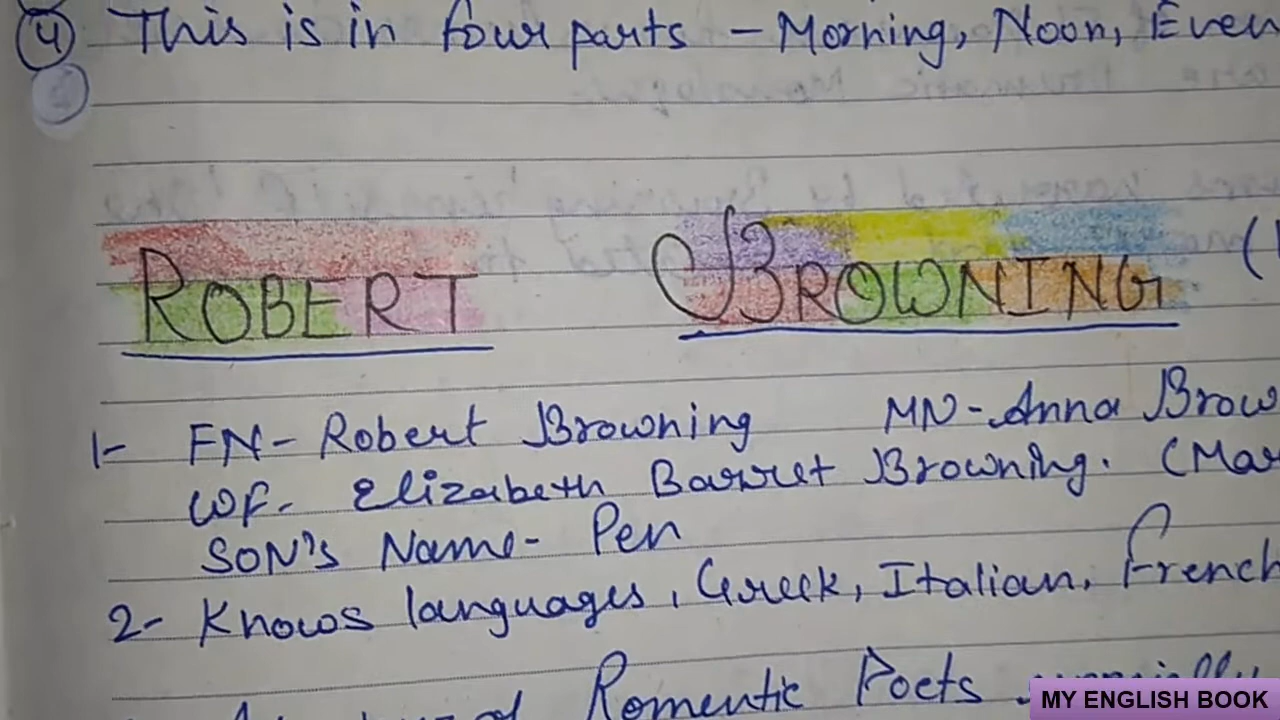 ④ This is in four parts - Morning, Noon, Even
ROBERT BROWNING (
1- FN- Robert Browning MN- Anna Brow
WF- Elizabeth Barret Browning. (Mar
SON's Name- Pen
2- Knows languages, Greek, Italian, French
Romentic Poets
MY ENGLISH BOOK